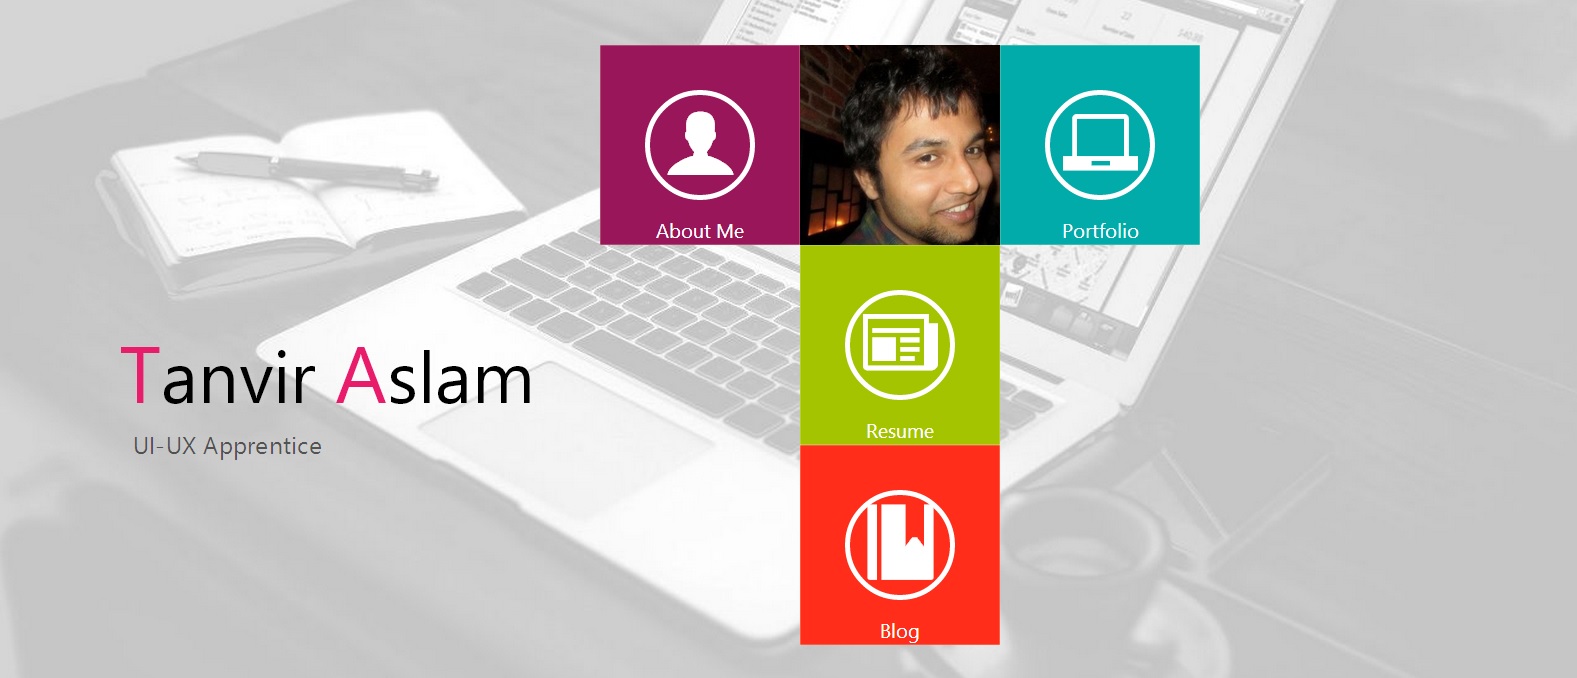 About Me
Portfolio
Tanvir Aslam
UI-UX Apprentice
Resume
Blog